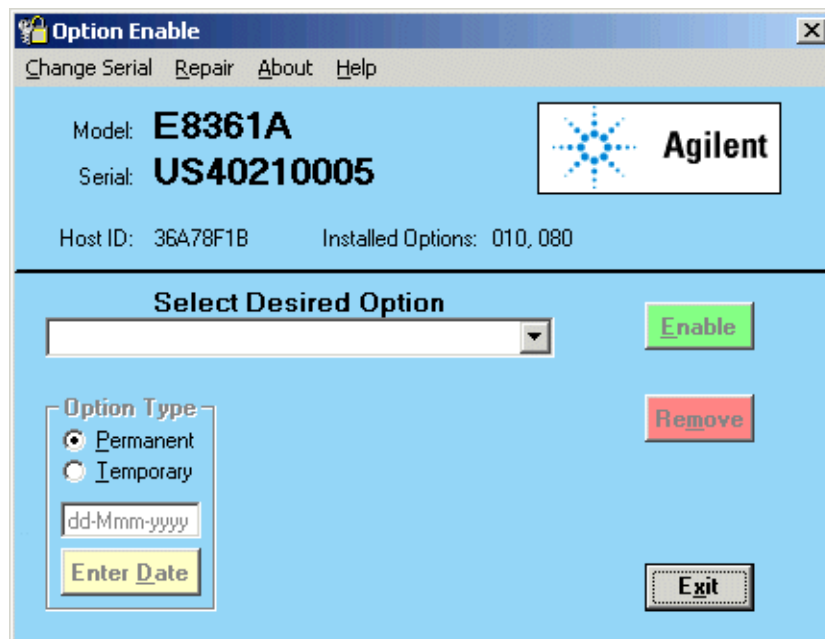 Option Enable
Change Serial Repair About Help
Model: E8361A
Agilent
Serial: US40210005
Host ID: 36A78F1B Installed Options: 010, 080
Select Desired Option
Enable
Option Type
Remove
Permanent
Temporary
dd-Mmm-yyyy
Enter Date
Exit